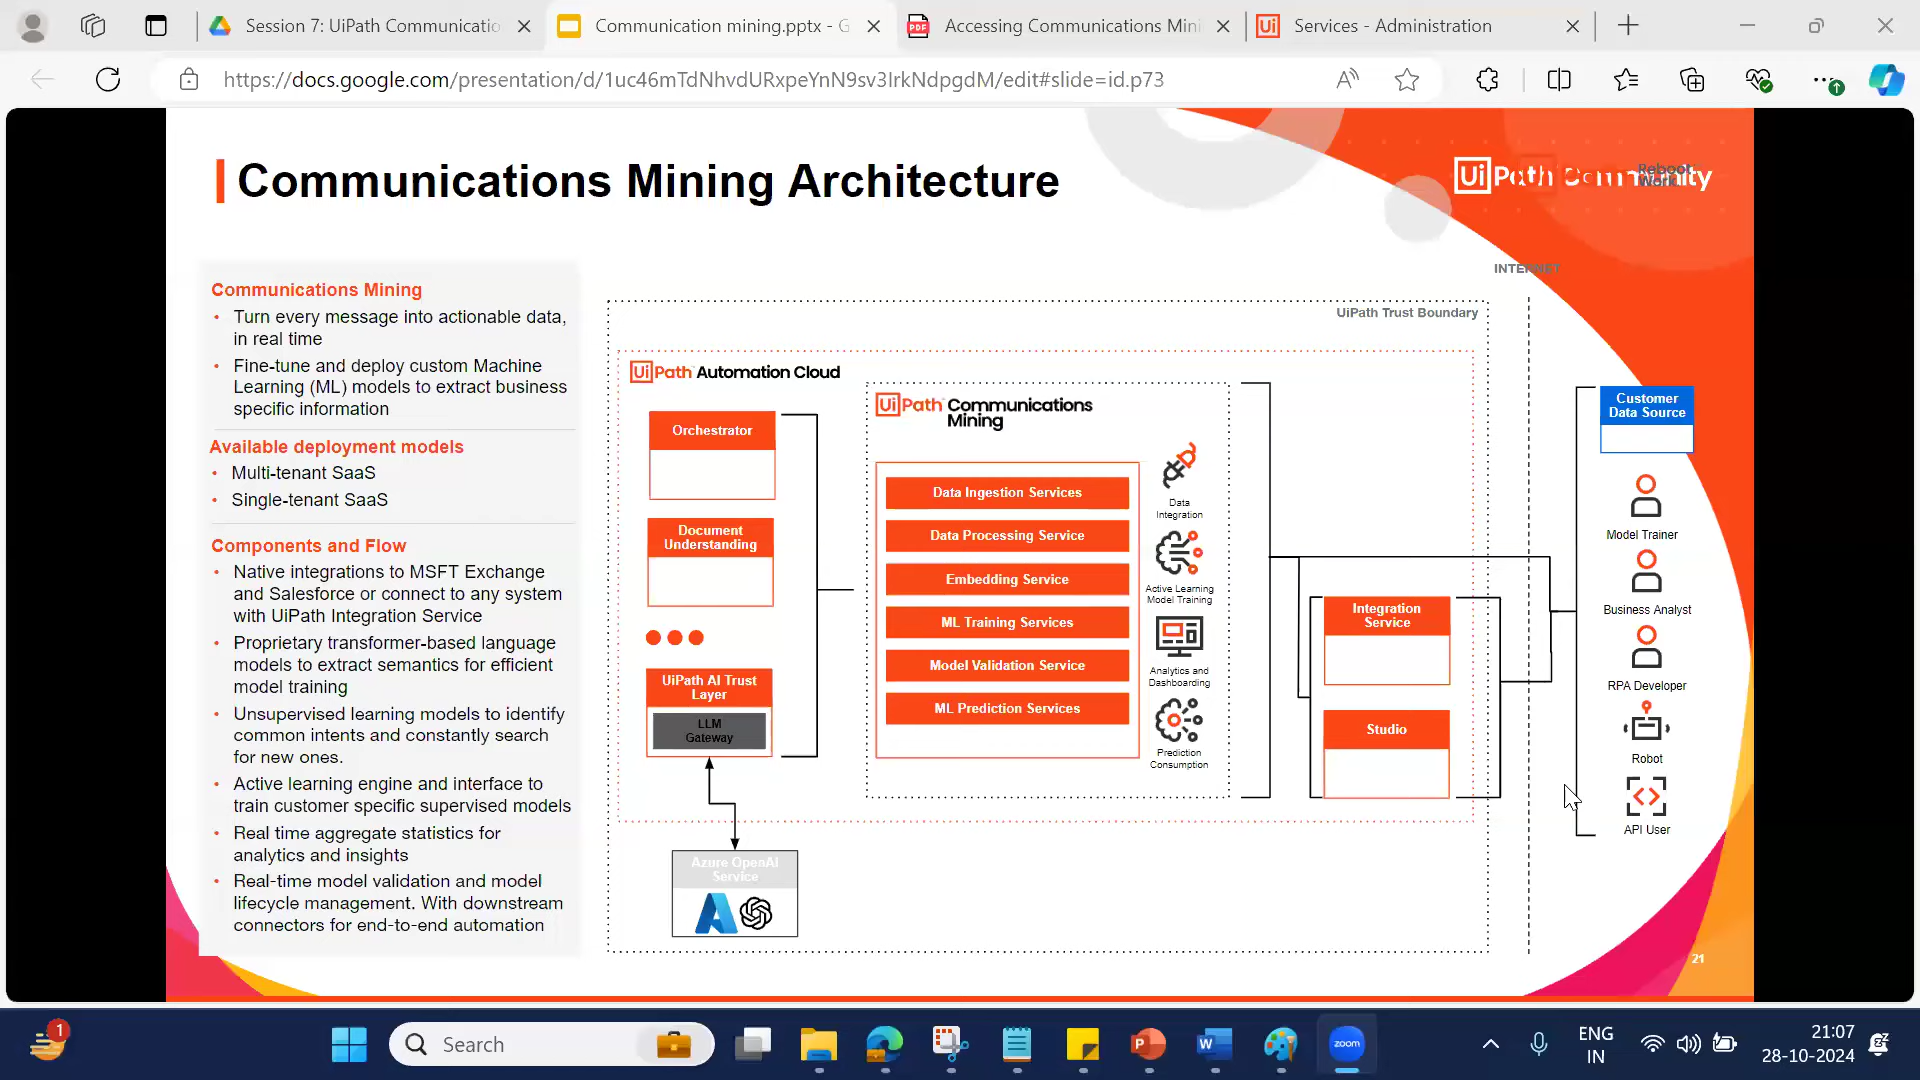 Session 7: UiPath Communicatio
Communication mining.pptx - G
Accessing Communications Mini
Services - Administration
https://docs.google.com/presentation/d/1uc46mTdNhvdURxpeYnN9sv3IrkNdpgdM/edit#slide=id.p73
Communications Mining Architecture
UiPath Community
Reboot
Work.
Communications Mining
• Turn every message into actionable data,
in real time
• Fine-tune and deploy custom Machine
Learning (ML) models to extract business
specific information
Available deployment models
• Multi-tenant SaaS
• Single-tenant SaaS
Components and Flow
• Native integrations to MSFT Exchange
and Salesforce or connect to any system
with UiPath Integration Service
• Proprietary transformer-based language
models to extract semantics for efficient
model training
• Unsupervised learning models to identify
common intents and constantly search
for new ones.
• Active learning engine and interface to
train customer specific supervised models
• Real time aggregate statistics for
analytics and insights
• Real-time model validation and model
lifecycle management. With downstream
connectors for end-to-end automation
INTERNET
UiPath Trust Boundary
UiPath Automation Cloud
Orchestrator
Document
Understanding
UiPath AI Trust
Layer
LLM
Gateway
Azure OpenAI
Service
UiPath Communications
Mining
Data Ingestion Services
Data Processing Service
Embedding Service
ML Training Services
Model Validation Service
ML Prediction Services
Data
Integration
Active Learning
Model Training
Analytics and
Dashboarding
Prediction
Consumption
Integration
Service
Studio
Customer
Data Source
Model Trainer
Business Analyst
RPA Developer
Robot
API User
21
1
Search
zoom
ENG
IN
21:07
28-10-2024